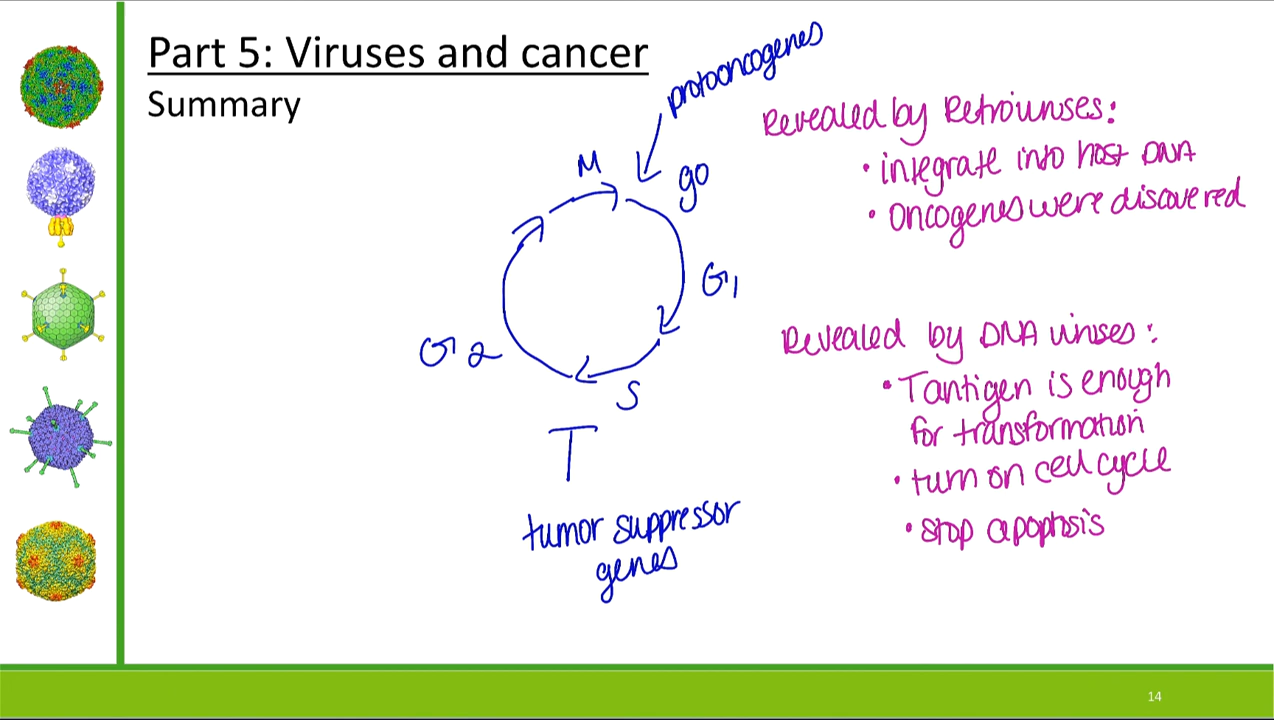 Part 5: Viruses and cancer
Summary
protooncogenes
M
go
G1
S
G2
T
tumor suppressor
genes
Revealed by Retroviruses:
• integrate into host DNA
• Oncogenes were discovered
Revealed by DNA viruses:
• T antigen is enough
for transformation
• turn on cell cycle
• stop apoptosis
14